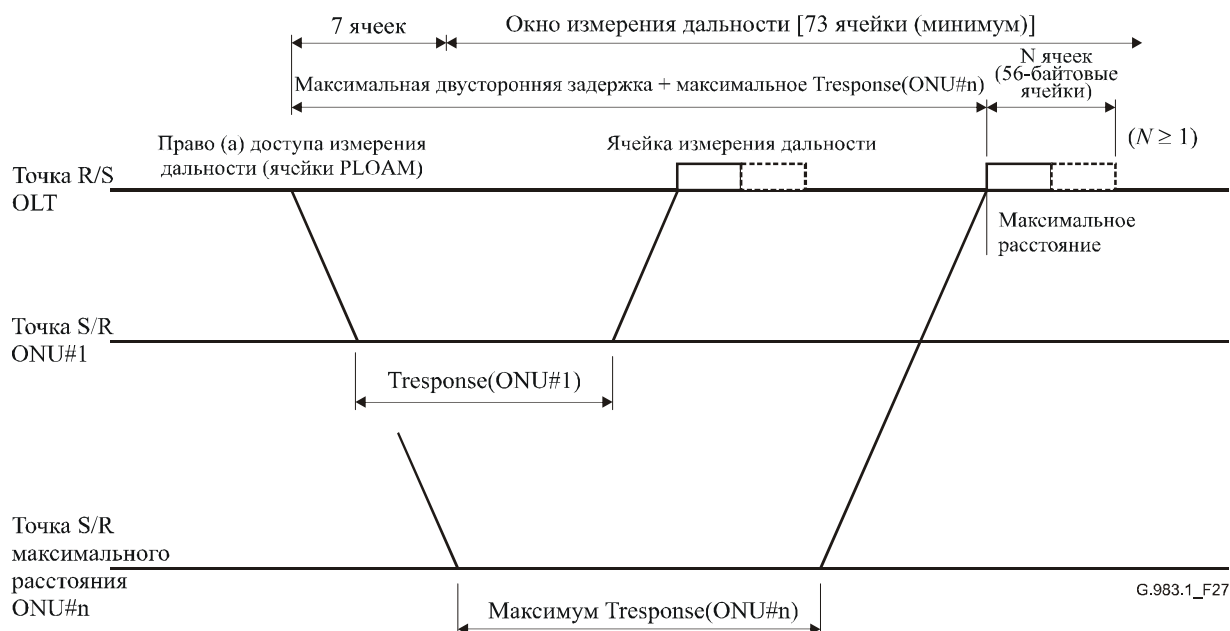 7 ячеек
Окно измерения дальности [73 ячейки (минимум)]
Максимальная двусторонняя задержка + максимальное Tresponse(ONU#n)
N ячеек
(56-байтовые
ячейки)
(N ≥ 1)
Право (а) доступа измерения
дальности (ячейки PLOAM)
Ячейка измерения дальности
Точка R/S
OLT
Максимальное
расстояние
Точка S/R
ONU#1
Tresponse(ONU#1)
Точка S/R
максимального
расстояния
ONU#n
Максимум Tresponse(ONU#n)
G.983.1_F27